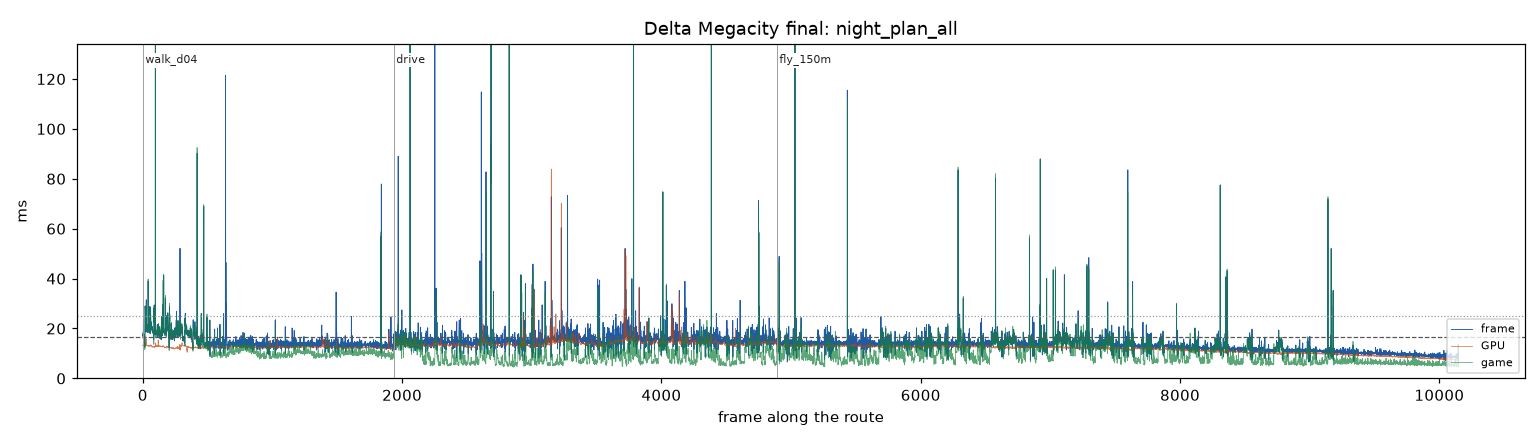 Delta Megacity final: night_plan_all
walk_d04
drive
fly_150m
ms
120
100
80
60
40
20
0
frame
GPU
game
0
2000
4000
6000
8000
10000
frame along the route